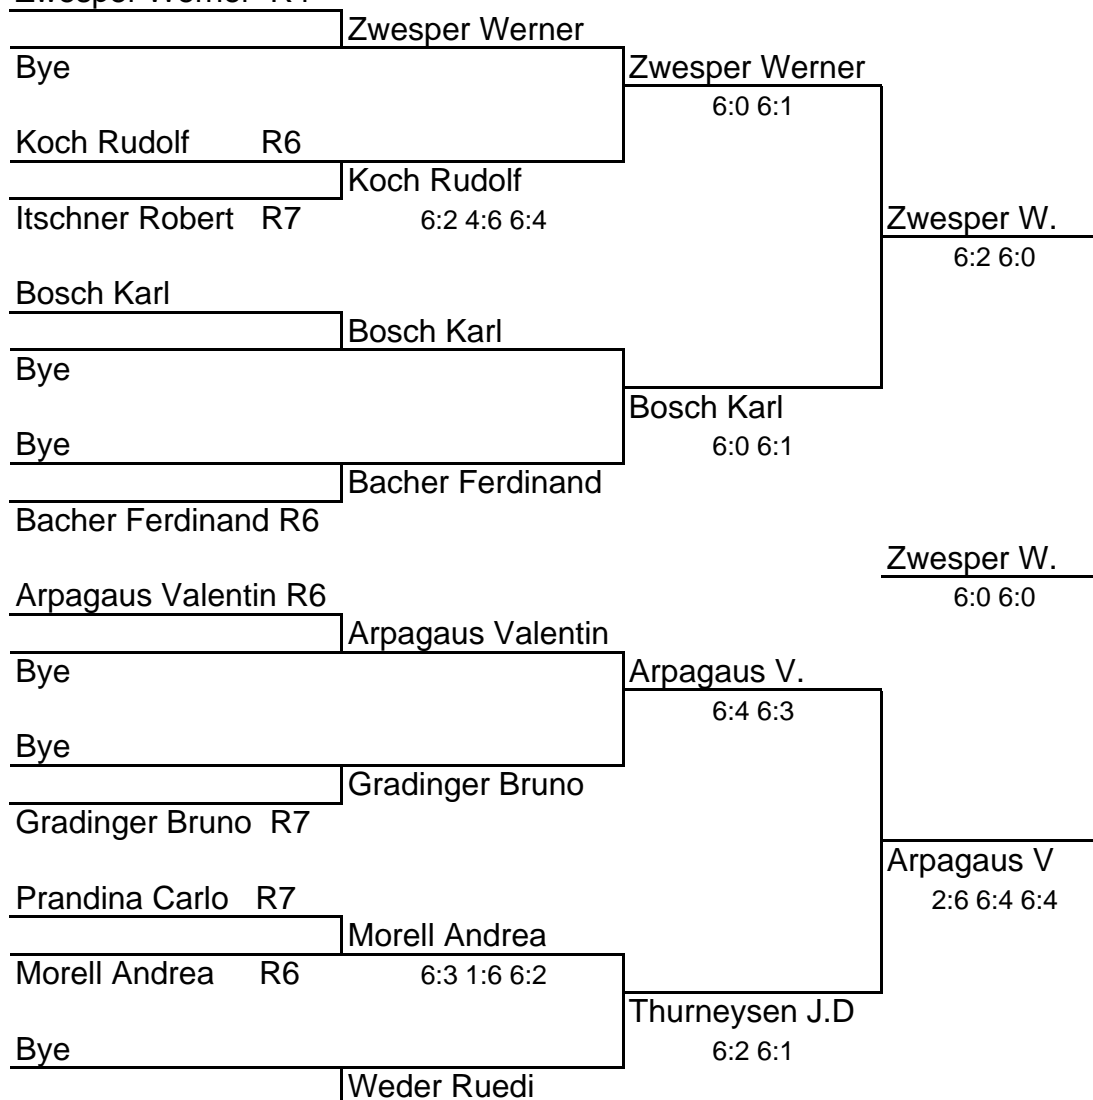 Zwesper Werner R4
Zwesper Werner
Bye
Zwesper Werner
6:0 6:1
Koch Rudolf R6
Koch Rudolf
Itschner Robert R7
6:2 4:6 6:4
Zwesper W.
6:2 6:0
Bosch Karl
Bosch Karl
Bye
Bosch Karl
Bye
6:0 6:1
Bacher Ferdinand
Bacher Ferdinand R6
Zwesper W.
Arpagaus Valentin R6
6:0 6:0
Arpagaus Valentin
Bye
Arpagaus V.
6:4 6:3
Bye
Gradinger Bruno
Gradinger Bruno R7
Arpagaus V
Prandina Carlo R7
2:6 6:4 6:4
Morell Andrea
Morell Andrea R6
6:3 1:6 6:2
Thurneysen J.D
Bye
6:2 6:1
Weder Ruedi